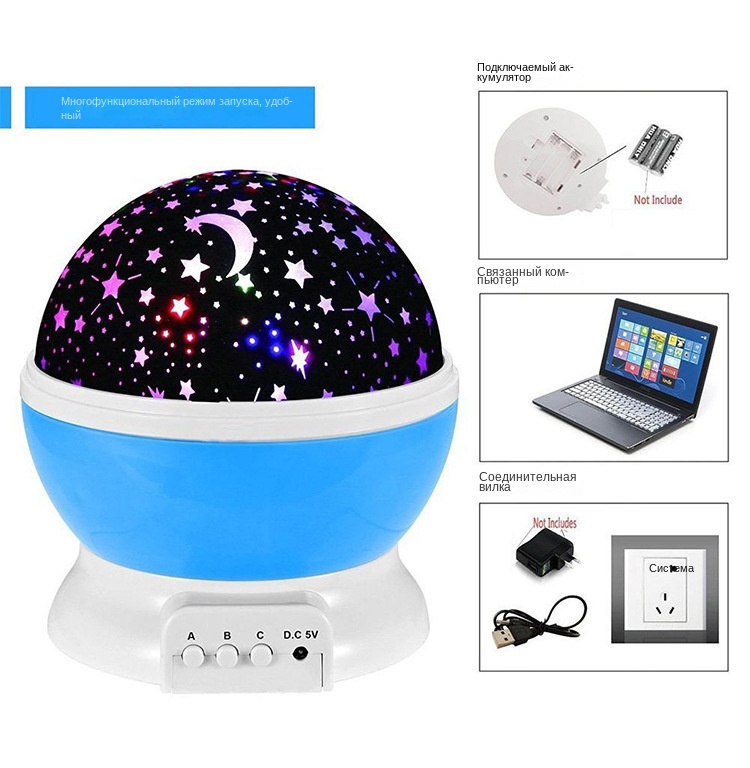 Многофункциональный режим запуска, удоб-
ный
Подключаемый ак-
кумулятор
Not Include
Связанный ком-
пьютер
Соединительная
вилка
Not Includes
Система
A B C D.C 5V